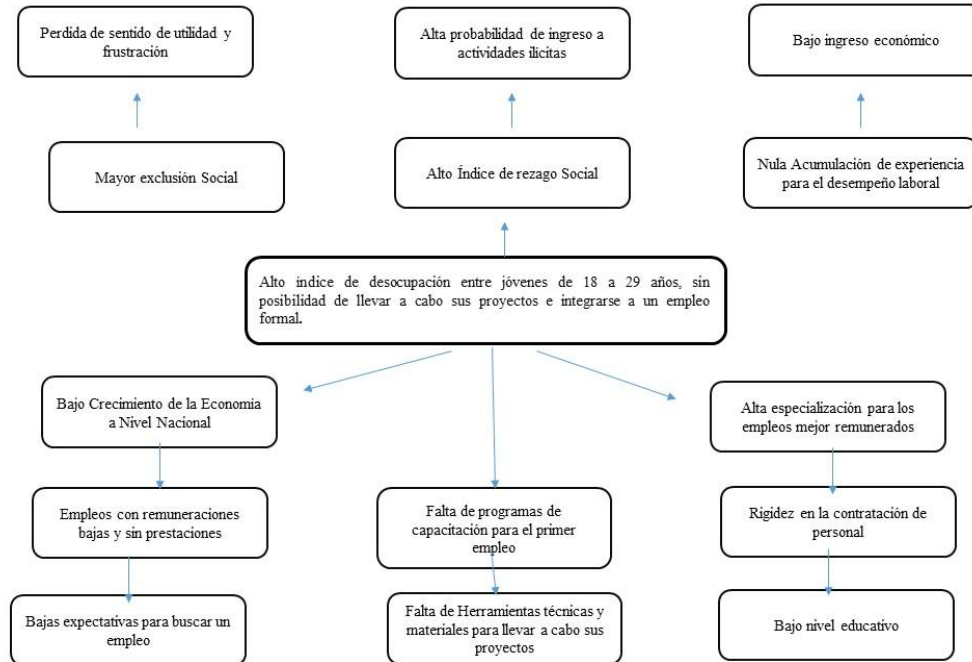 Perdida de sentido de utilidad y
frustración
Alta probabilidad de ingreso a
actividades ilícitas
Bajo ingreso económico
Mayor exclusión Social
Alto Índice de rezago Social
Nula Acumulación de experiencia
para el desempeño laboral
Alto índice de desocupación entre jóvenes de 18 a 29 años, sin
posibilidad de llevar a cabo sus proyectos e integrarse a un empleo
formal.
Bajo Crecimiento de la Economía
a Nivel Nacional
Alta especialización para los
empleos mejor remunerados
Empleos con remuneraciones
bajas y sin prestaciones
Falta de programas de
capacitación para el primer
empleo
Rigidez en la contratación de
personal
Bajas expectativas para buscar un
empleo
Falta de Herramientas técnicas y
materiales para llevar a cabo sus
proyectos
Bajo nivel educativo